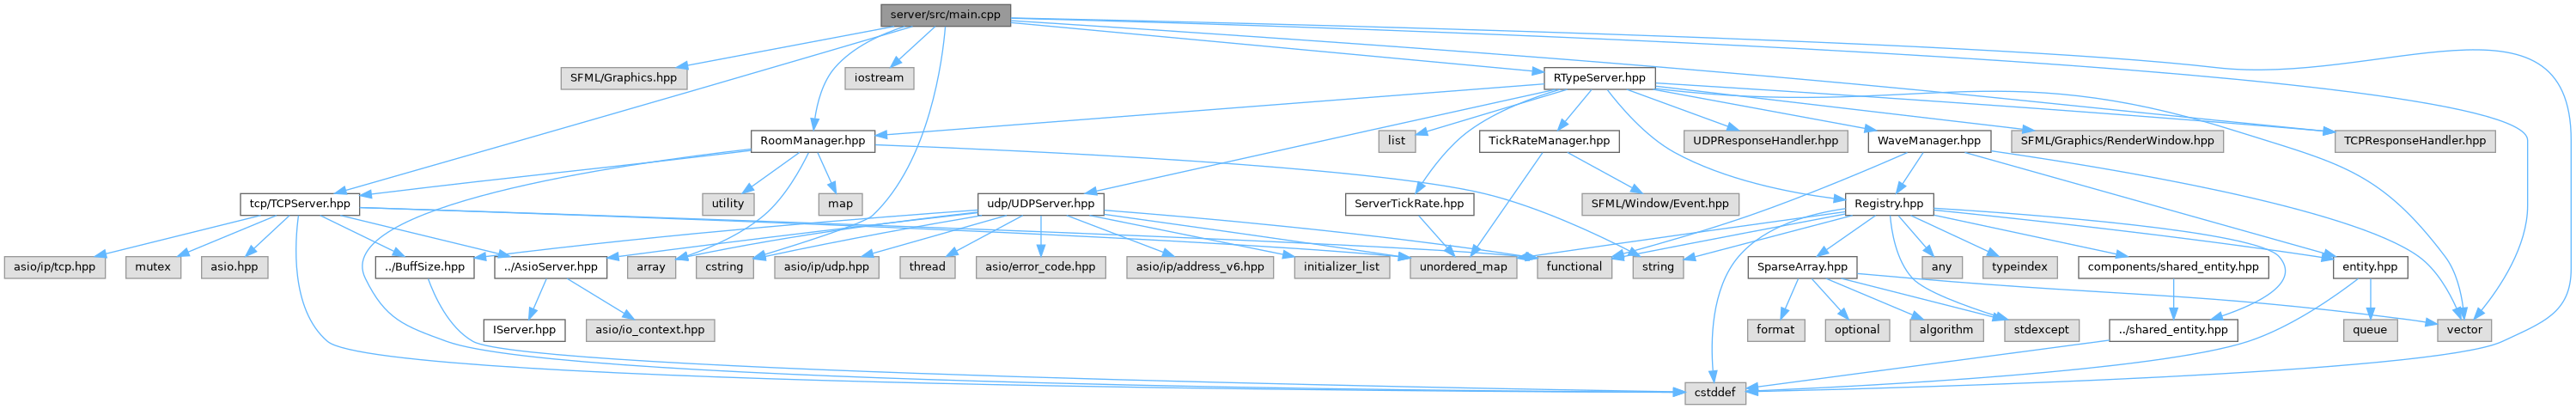 server/src/main.cpp
SFML/Graphics.hpp
iostream
RTypeServer.hpp
RoomManager.hpp
list
TickRateManager.hpp
UDPResponseHandler.hpp
WaveManager.hpp
SFML/Graphics/RenderWindow.hpp
TCPResponseHandler.hpp
tcp/TCPServer.hpp
utility
map
udp/UDPServer.hpp
ServerTickRate.hpp
SFML/Window/Event.hpp
Registry.hpp
asio/ip/tcp.hpp
mutex
asio.hpp
../BuffSize.hpp
../AsioServer.hpp
array
cstring
asio/ip/udp.hpp
thread
asio/error_code.hpp
asio/ip/address_v6.hpp
initializer_list
unordered_map
functional
string
SparseArray.hpp
any
typeindex
components/shared_entity.hpp
entity.hpp
IServer.hpp
asio/io_context.hpp
format
optional
algorithm
stdexcept
../shared_entity.hpp
queue
vector
cstddef